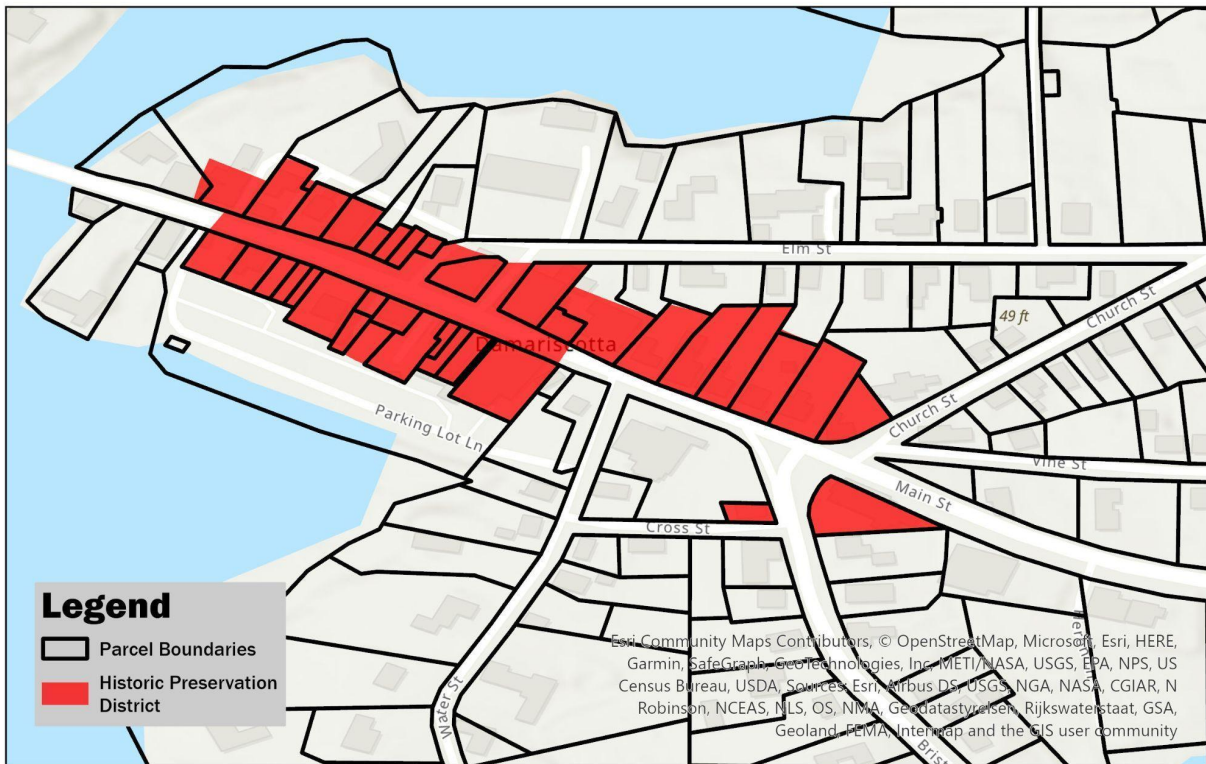 Elm St
49 ft
Church St
Damariscotta
Church St
Parking Lot Ln
Vine St
Main St
Cross St
Water St
Legend
Parcel Boundaries
Historic Preservation
District
Esri Community Maps Contributors, © OpenStreetMap, Microsoft, Esri, HERE,
Garmin, SafeGraph, GeoTechnologies, Inc, METI/NASA, USGS, EPA, NPS, US
Census Bureau, USDA, Sources: Esri, Airbus DS, USGS, NGA, NASA, CGIAR, N
Robinson, NCEAS, NLS, OS, NMA, Geodatastyrelsen, Rijkswaterstaat, GSA,
Geoland, FEMA, Intermap and the GIS user community